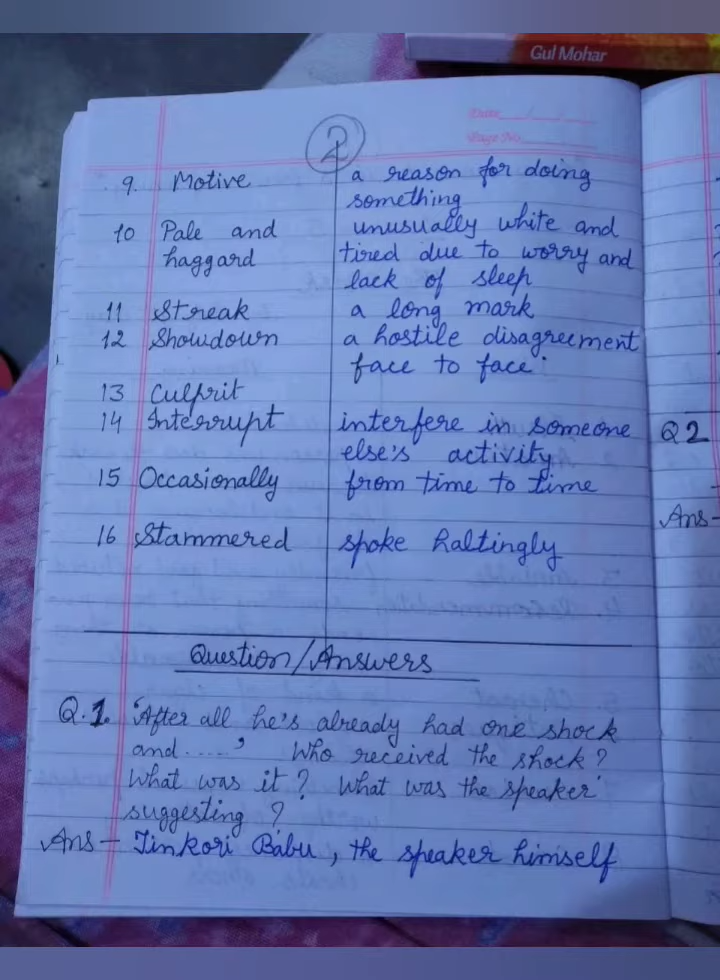 Gul Mohar
Date
Page No.
2
9. Motive a reason for doing
something
10 Pale and unusually white and
haggard tired due to worry and
lack of sleep
11 Streak a long mark
12 Showdown a hostile disagreement
face to face.
13 Culprit
14 Interrupt interfere in someone
else's activity
15 Occasionally from time to time
16 Stammered spoke haltingly
Question/Answers
Q.1. 'After all he's already had one shock
and.....' Who received the shock?
What was it? What was the speaker
suggesting?
Ans - Tinkori Babu, the speaker himself
Q2
Ans-